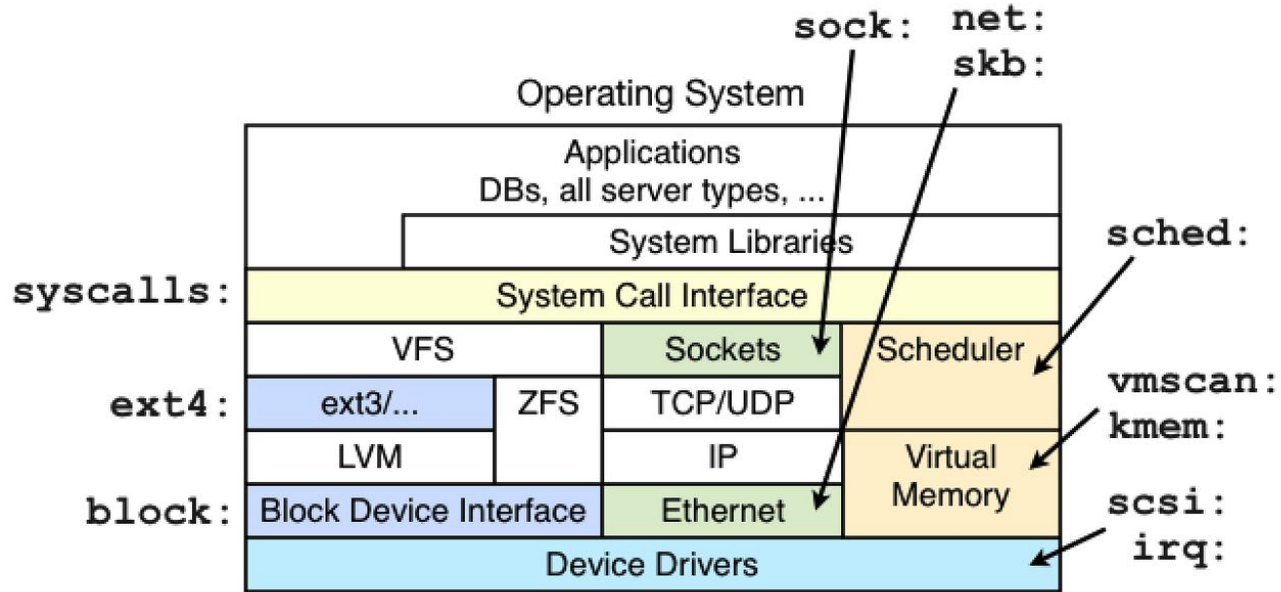 sock:
net:
skb:
Operating System
Applications
DBs, all server types, ...
System Libraries
sched:
syscalls:
System Call Interface
VFS
Sockets
Scheduler
ext4:
ext3/...
ZFS
TCP/UDP
vmscan:
kmem:
LVM
IP
Virtual
Memory
block:
Block Device Interface
Ethernet
scsi:
irq:
Device Drivers